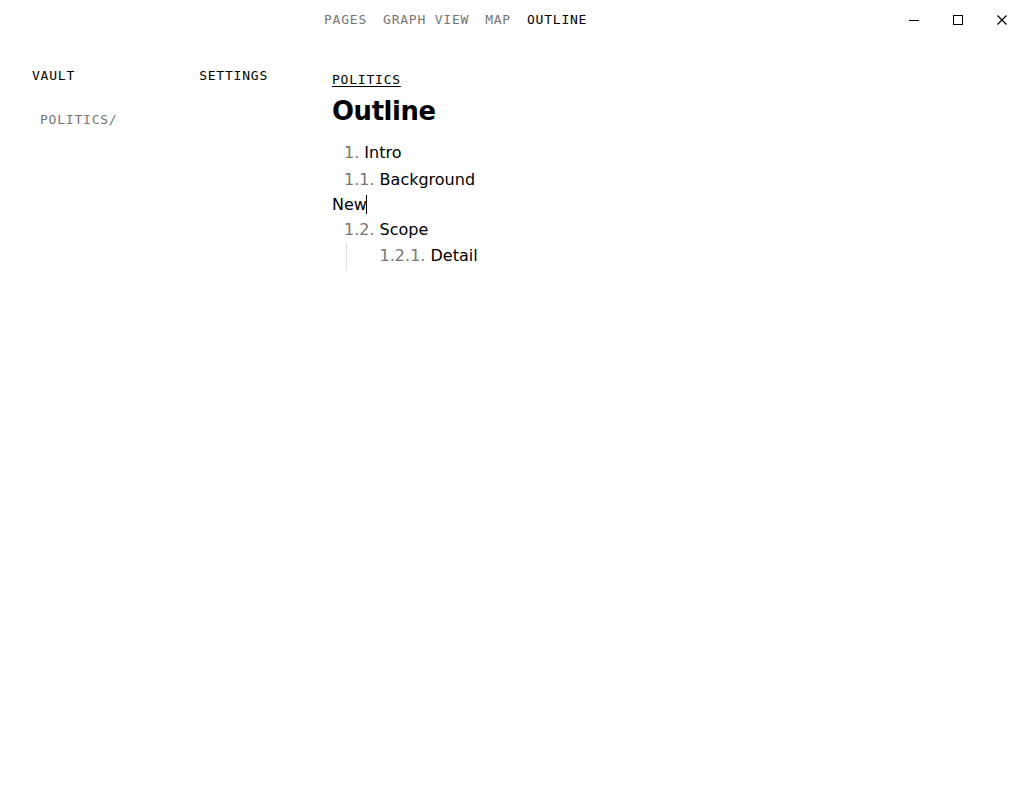 PAGES GRAPH VIEW MAP OUTLINE
VAULT SETTINGS
POLITICS/
POLITICS
Outline
1. Intro
1.1. Background
New
1.2. Scope
1.2.1. Detail